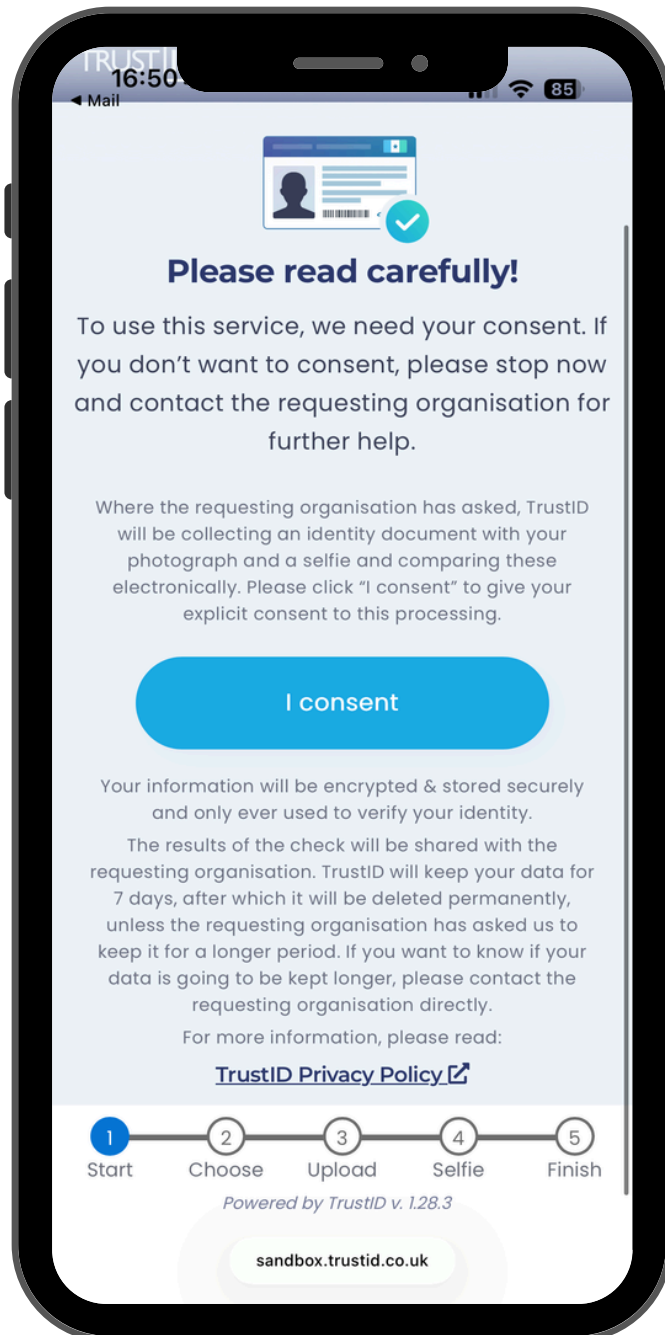 TRUSTID
16:50
◀ Mail
85
Please read carefully!
To use this service, we need your consent. If
you don’t want to consent, please stop now
and contact the requesting organisation for
further help.
Where the requesting organisation has asked, TrustID
will be collecting an identity document with your
photograph and a selfie and comparing these
electronically. Please click “I consent” to give your
explicit consent to this processing.
I consent
Your information will be encrypted & stored securely
and only ever used to verify your identity.
The results of the check will be shared with the
requesting organisation. TrustID will keep your data for
7 days, after which it will be deleted permanently,
unless the requesting organisation has asked us to
keep it for a longer period. If you want to know if your
data is going to be kept longer, please contact the
requesting organisation directly.
For more information, please read:
TrustID Privacy Policy
1 2 3 4 5
Start Choose Upload Selfie Finish
Powered by TrustID v. 1.28.3
sandbox.trustid.co.uk